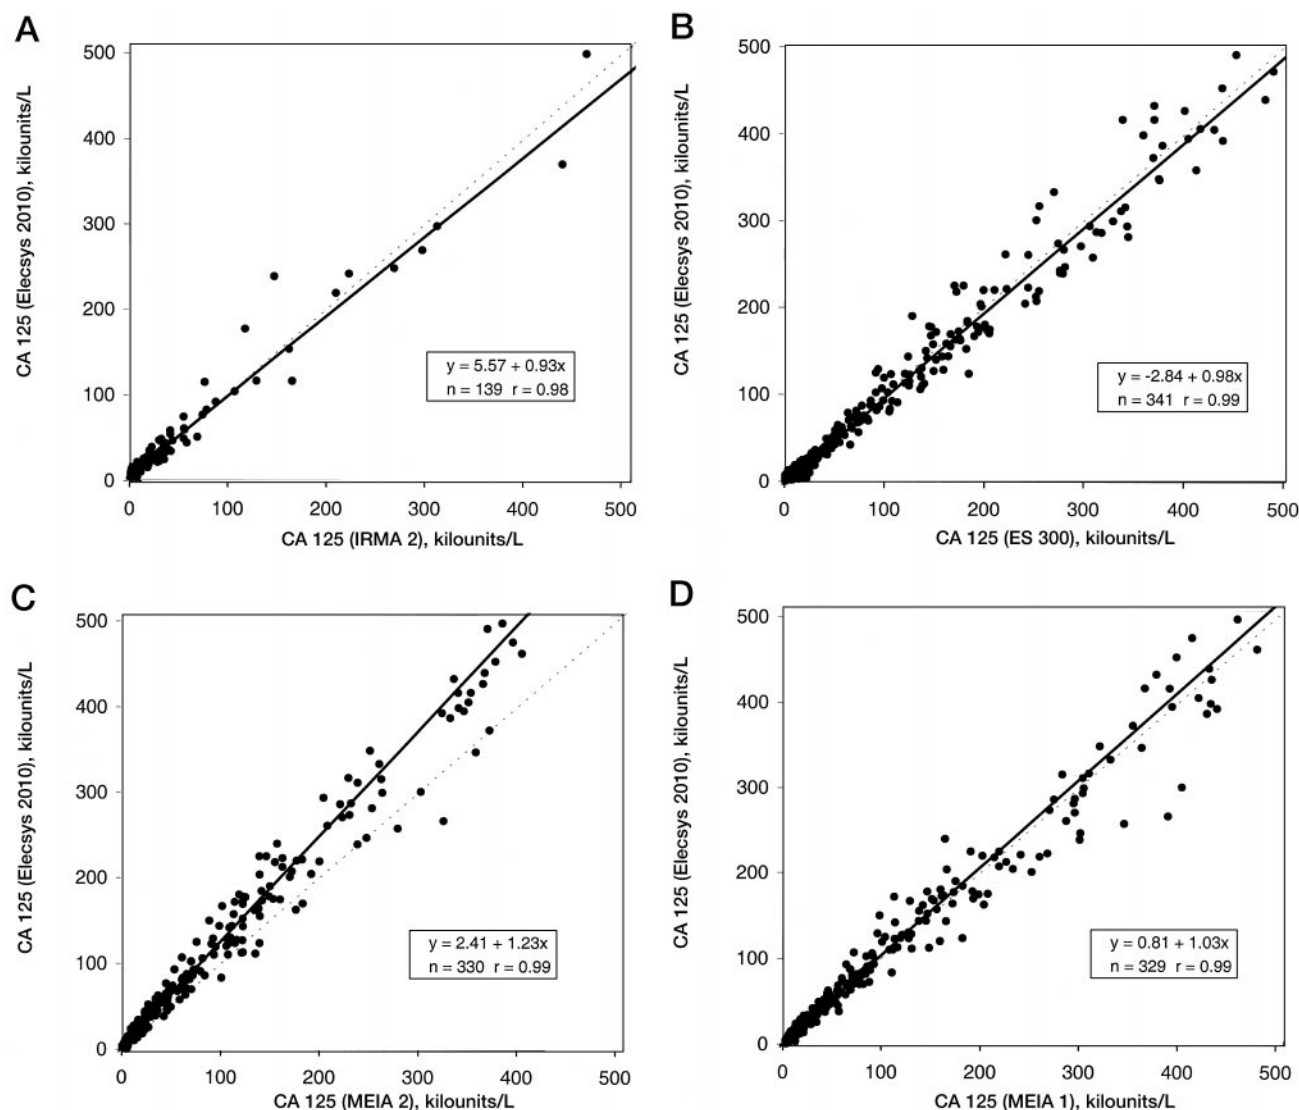 A
CA 125 (Elecsys 2010), kilounits/L
500
400
300
200
100
0
y = 5.57 + 0.93x
n = 139 r = 0.98
0 100 200 300 400 500
CA 125 (IRMA 2), kilounits/L
B
CA 125 (Elecsys 2010), kilounits/L
500
400
300
200
100
0
y = -2.84 + 0.98x
n = 341 r = 0.99
0 100 200 300 400 500
CA 125 (ES 300), kilounits/L
C
CA 125 (Elecsys 2010), kilounits/L
500
400
300
200
100
0
y = 2.41 + 1.23x
n = 330 r = 0.99
0 100 200 300 400 500
CA 125 (MEIA 2), kilounits/L
D
CA 125 (Elecsys 2010), kilounits/L
500
400
300
200
100
0
y = 0.81 + 1.03x
n = 329 r = 0.99
0 100 200 300 400 500
CA 125 (MEIA 1), kilounits/L